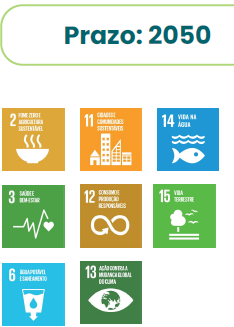 Prazo: 2050
2 FOME ZERO E
AGRICULTURA
SUSTENTÁVEL
11 CIDADES E
COMUNIDADES
SUSTENTÁVEIS
14 VIDA NA
ÁGUA
3 SAÚDE E
BEM-ESTAR
12 CONSUMO E
PRODUÇÃO
RESPONSÁVEIS
15 VIDA
TERRESTRE
6 ÁGUA POTÁVEL
E SANEAMENTO
13 AÇÃO CONTRA A
MUDANÇA GLOBAL
DO CLIMA